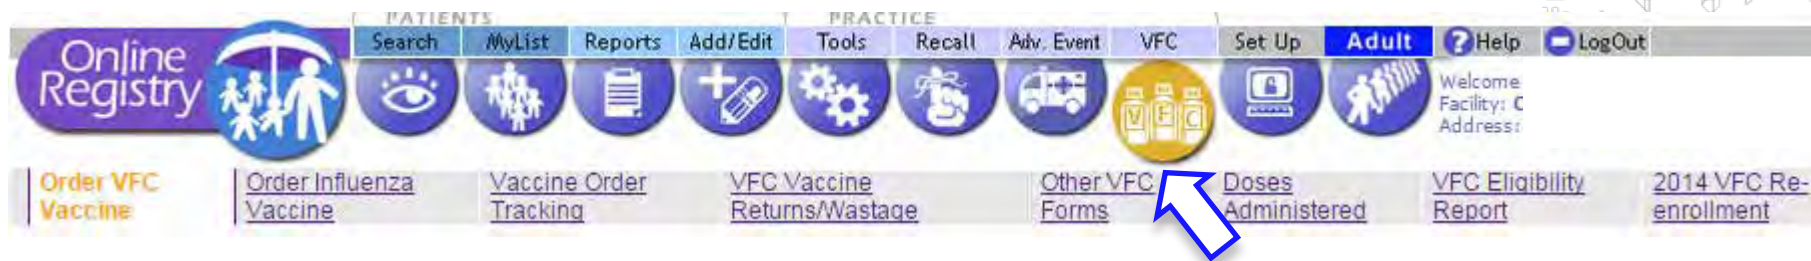 PATIENTS PRACTICE
Online Registry
Search MyList Reports Add/Edit Tools Recall Adv. Event VFC Set Up Adult ?Help LogOut
V F C
Welcome
Facility: C
Address:
Order VFC Vaccine
Order Influenza Vaccine
Vaccine Order Tracking
VFC Vaccine Returns/Wastage
Other VFC Forms
Doses Administered
VFC Eligibility Report
2014 VFC Re-enrollment